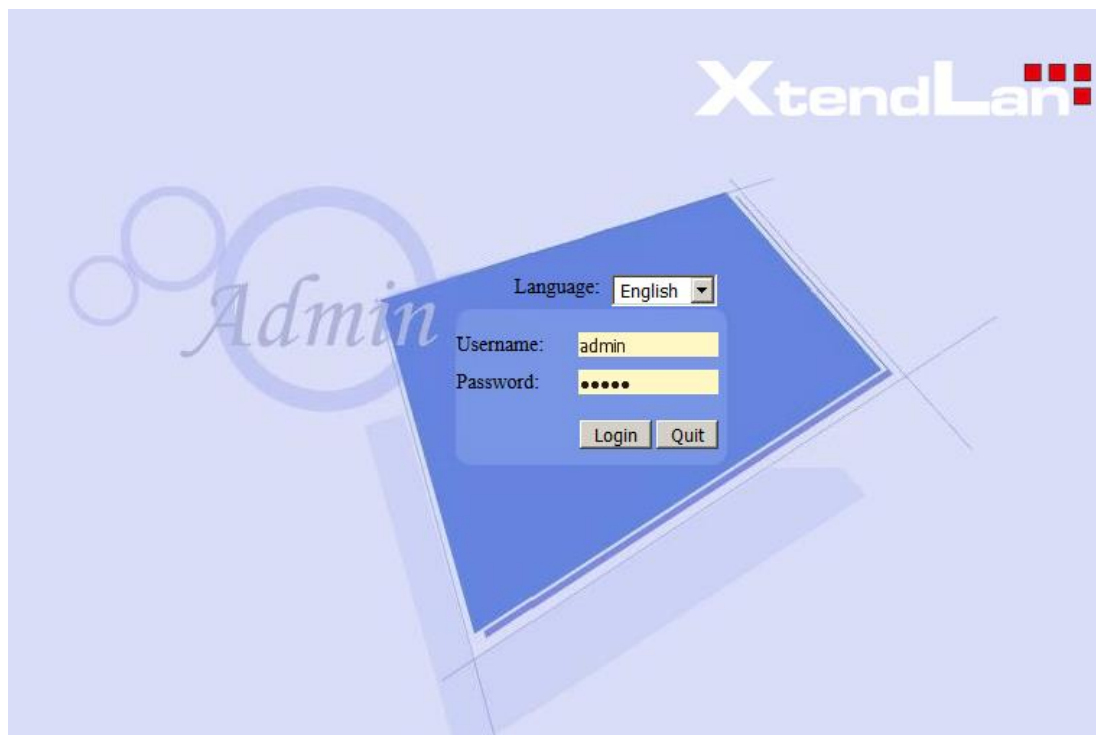 XtendLan
Admin
Language: English
Username: admin
Password: •••••
Login Quit